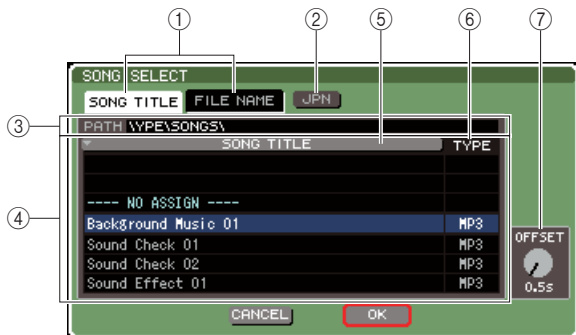 ① ② ⑤ ⑥ ⑦
SONG SELECT
SONG TITLE FILE NAME JPN
③ PATH \YPE\SONGS\
SONG TITLE TYPE
④ ---- NO ASSIGN ----
Background Music 01 MP3
Sound Check 01 MP3
Sound Check 02 MP3
Sound Effect 01 MP3
OFFSET
0.5s
CANCEL OK